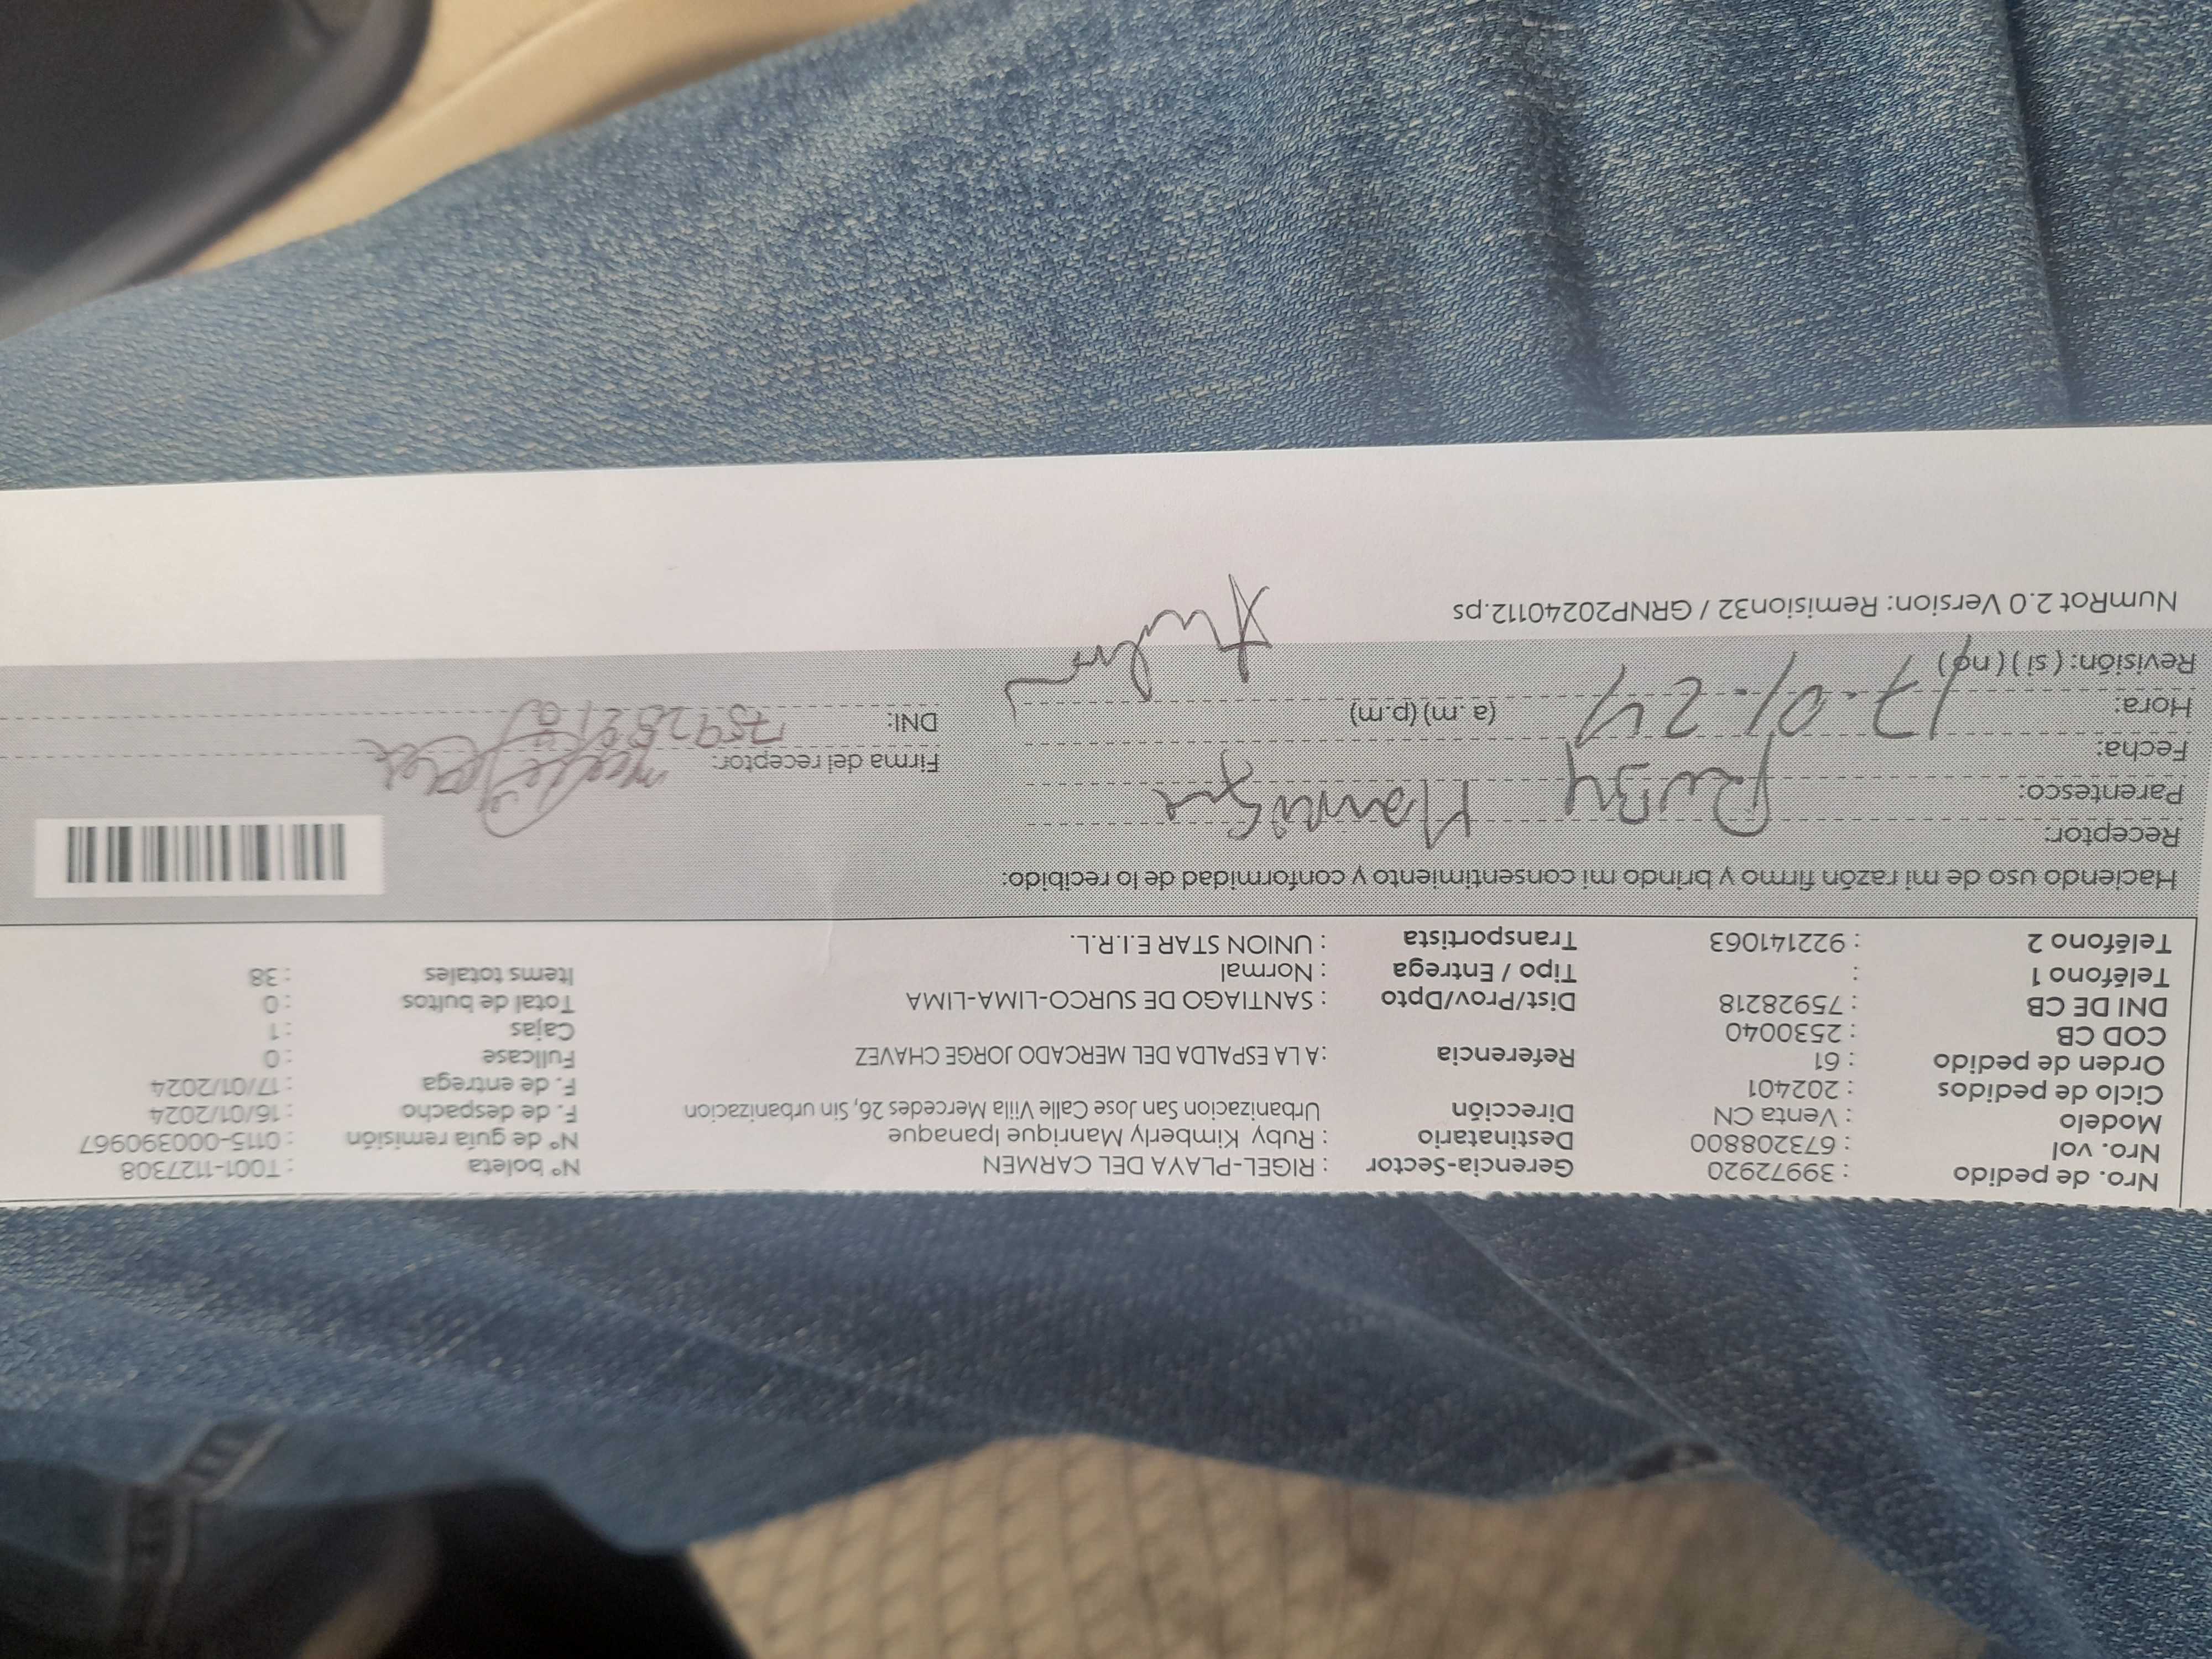 Nro. de pedido : 39972920 Gerencia-Sector : RIGEL-PLAYA DEL CARMEN Nº boleta : T001-1127308
Nro. vol : 673208800 Destinatario : Ruby Kimberly Manrique Ipanaque Nº de guía remisión : 0115-000390967
Modelo : Venta CN Dirección Urbanizacion San Jose Calle Villa Mercedes 26, Sin urbanizacion F. de despacho : 16/01/2024
Ciclo de pedidos : 202401 F. de entrega : 17/01/2024
Orden de pedido : 61 Referencia : A LA ESPALDA DEL MERCADO JORGE CHAVEZ Fullcase : 0
COD CB : 2530040 Cajas : 1
DNI DE CB : 75928218 Dist/Prov/Dpto : SANTIAGO DE SURCO-LIMA-LIMA Total de bultos : 0
Teléfono 1 : Tipo / Entrega : Normal Items totales : 38
Teléfono 2 : 922141063 Transportista : UNION STAR E.I.R.L.
Haciendo uso de mi razón firmo y brindo mi consentimiento y conformidad de lo recibido:
Receptor: Ruby Manrique
Parentesco:
Fecha: 17-01-24 Firma del receptor:
Hora: (a.m) (p.m) DNI:
Revisión: (si) (no)
NumRot 2.0 Version: Remision32 / GRNP20240112.ps